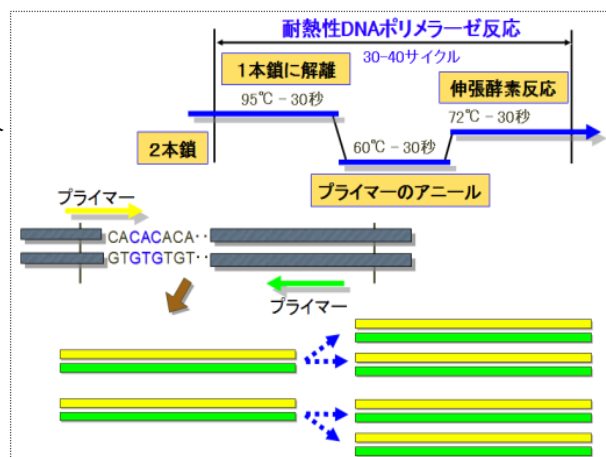 耐熱性DNAポリメラーゼ反応
30-40サイクル
1本鎖に解離
95℃ − 30秒
伸張酵素反応
72℃ − 30秒
2本鎖
60℃ − 30秒
プライマーのアニール
プライマー
CACACACA‥
GTGTGTGT‥
プライマー